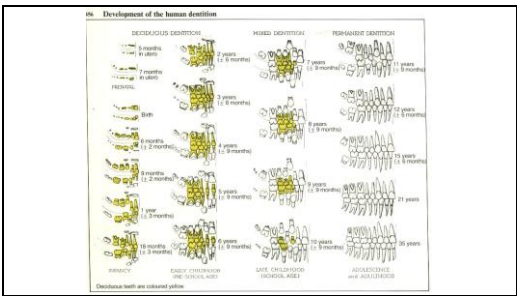 496 Development of the human dentition
DECIDUOUS DENTITION
MIXED DENTITION
PERMANENT DENTITION
5 months
in utero
7 months
in utero
PRENATAL
Birth
6 months
(± 2 months)
9 months
(± 2 months)
1 year
(± 3 months)
18 months
(± 3 months)
INFANCY
2 years
(± 6 months)
3 years
(± 6 months)
4 years
(± 9 months)
5 years
(± 9 months)
6 years
(± 9 months)
EARLY CHILDHOOD
(PRE-SCHOOL AGE)
7 years
(± 9 months)
8 years
(± 9 months)
9 years
(± 9 months)
10 years
(± 9 months)
LATE CHILDHOOD
(SCHOOL AGE)
11 years
(± 9 months)
12 years
(± 6 months)
15 years
(± 6 months)
21 years
35 years
ADOLESCENCE
and ADULTHOOD
Deciduous teeth are coloured yellow